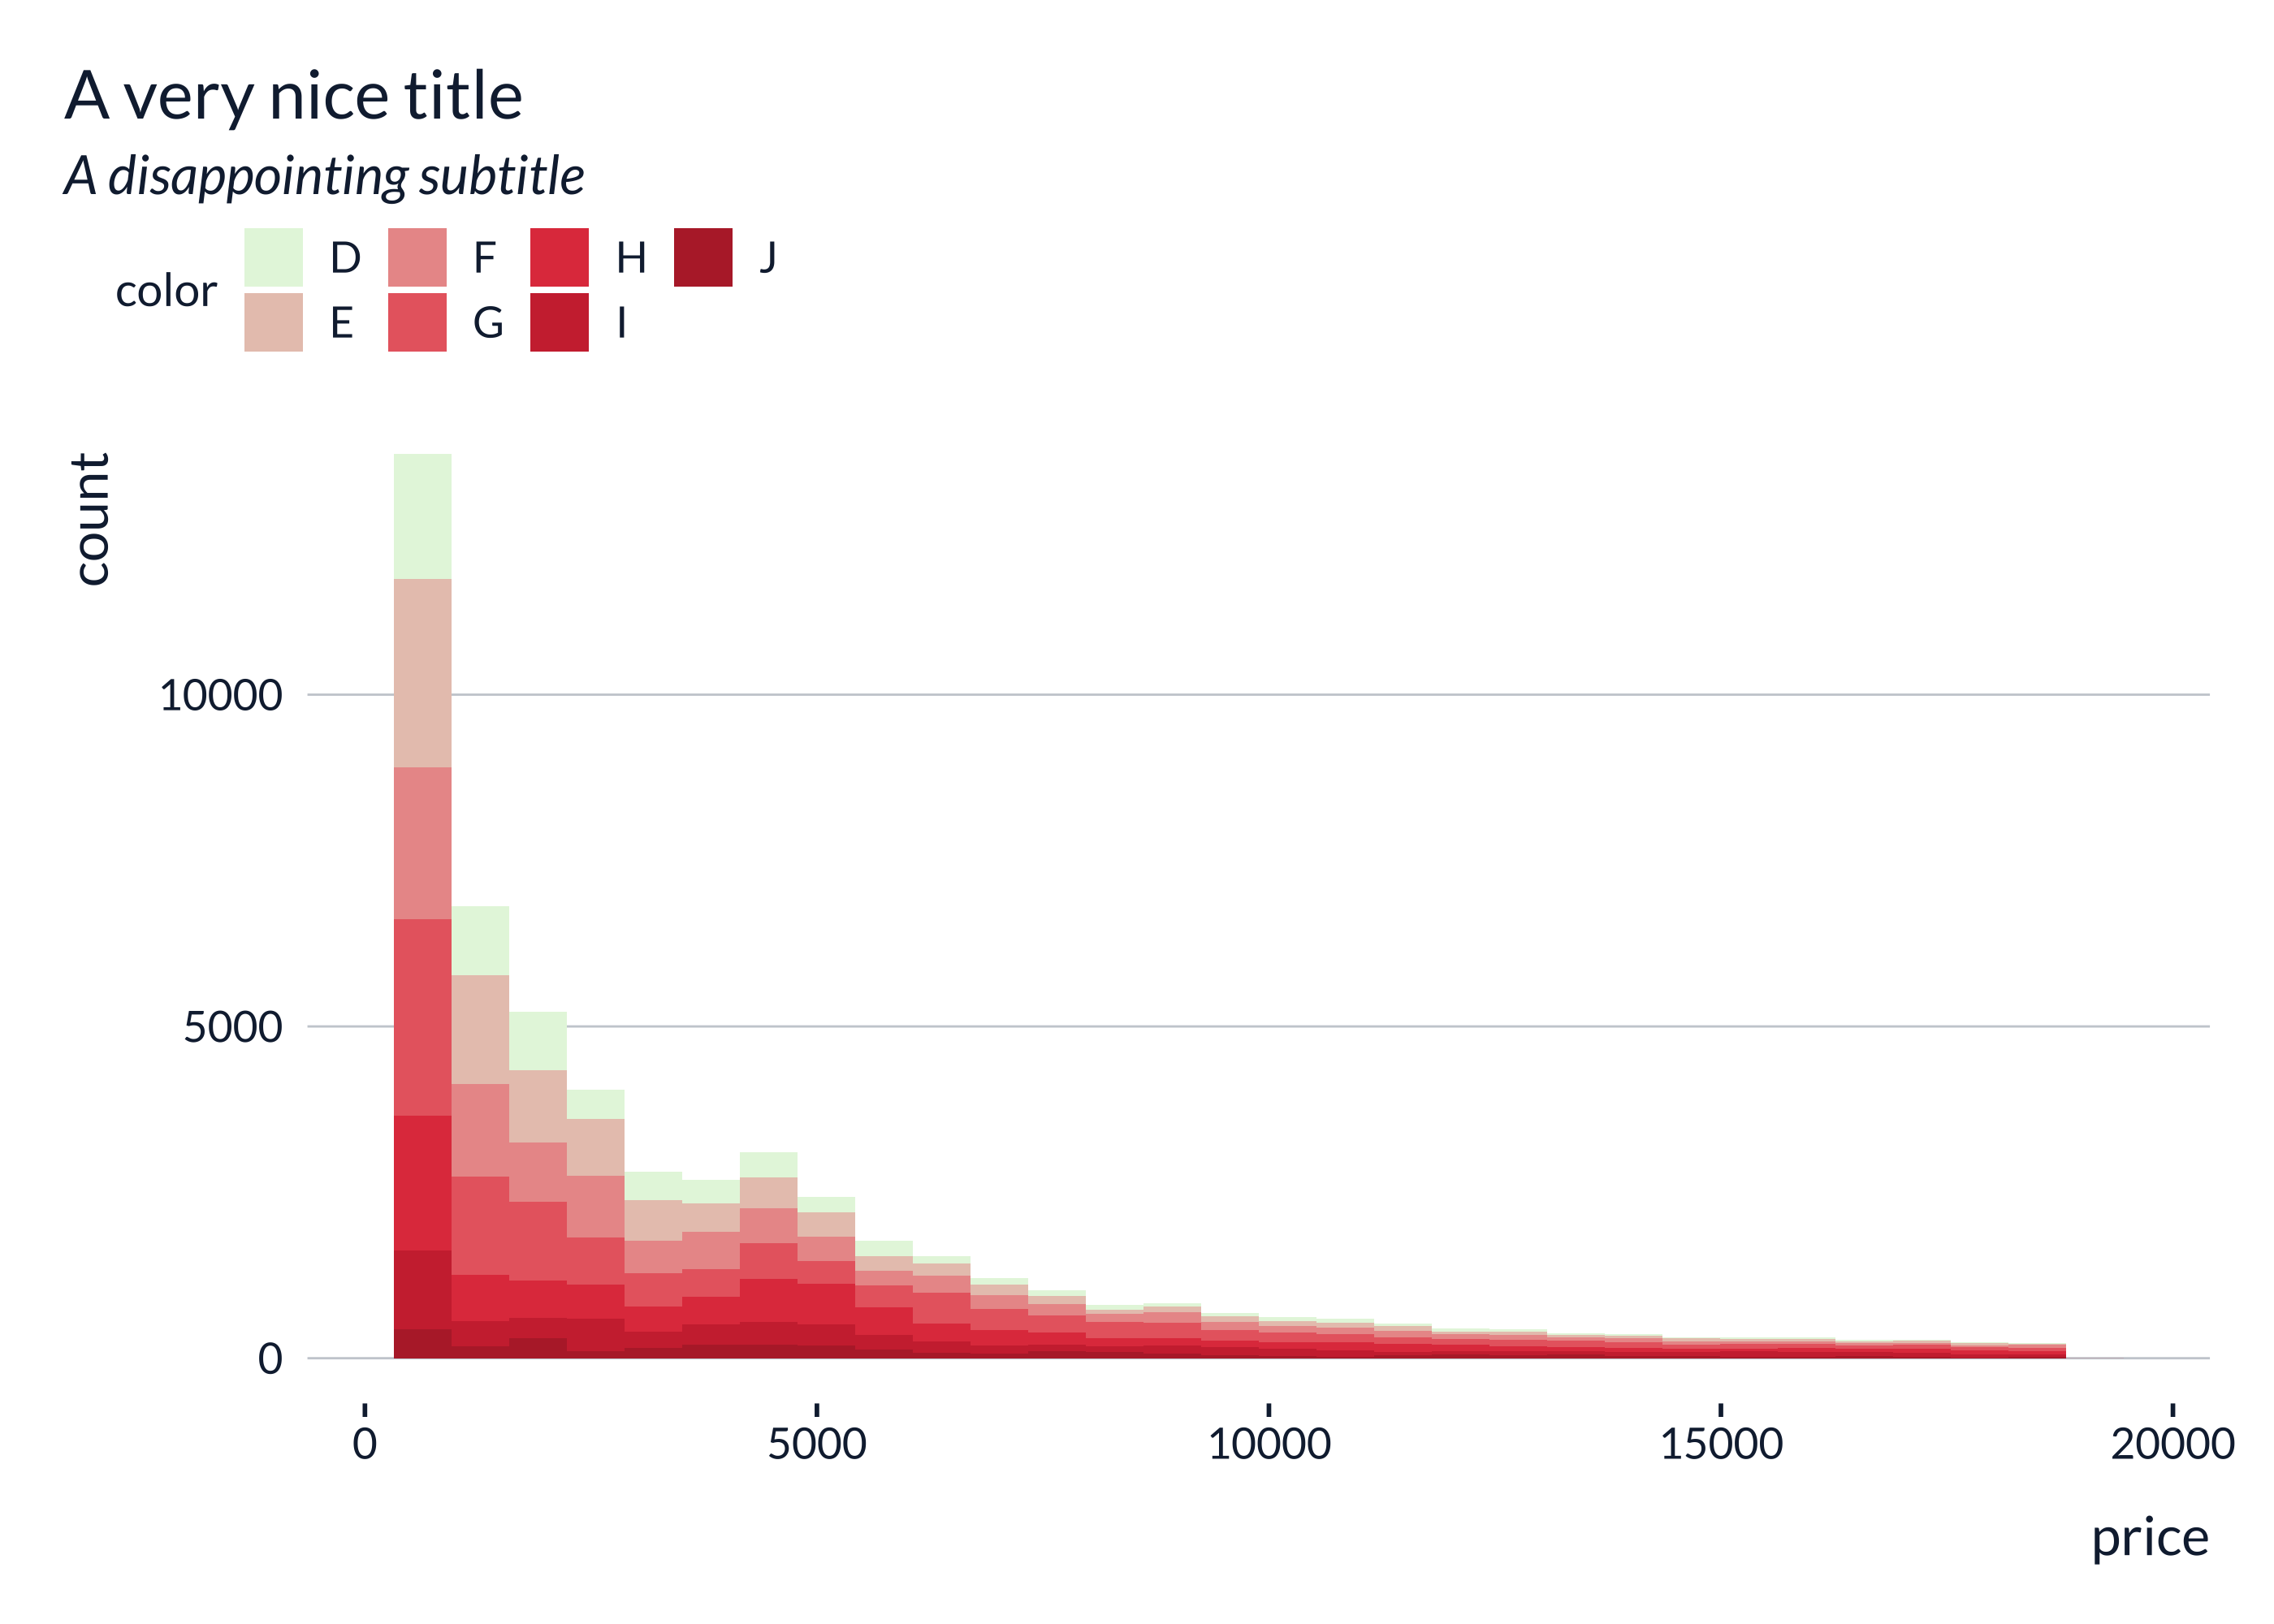 A very nice title
A disappointing subtitle
color
D F H J
E G I
count
10000
5000
0
0 5000 10000 15000 20000
price